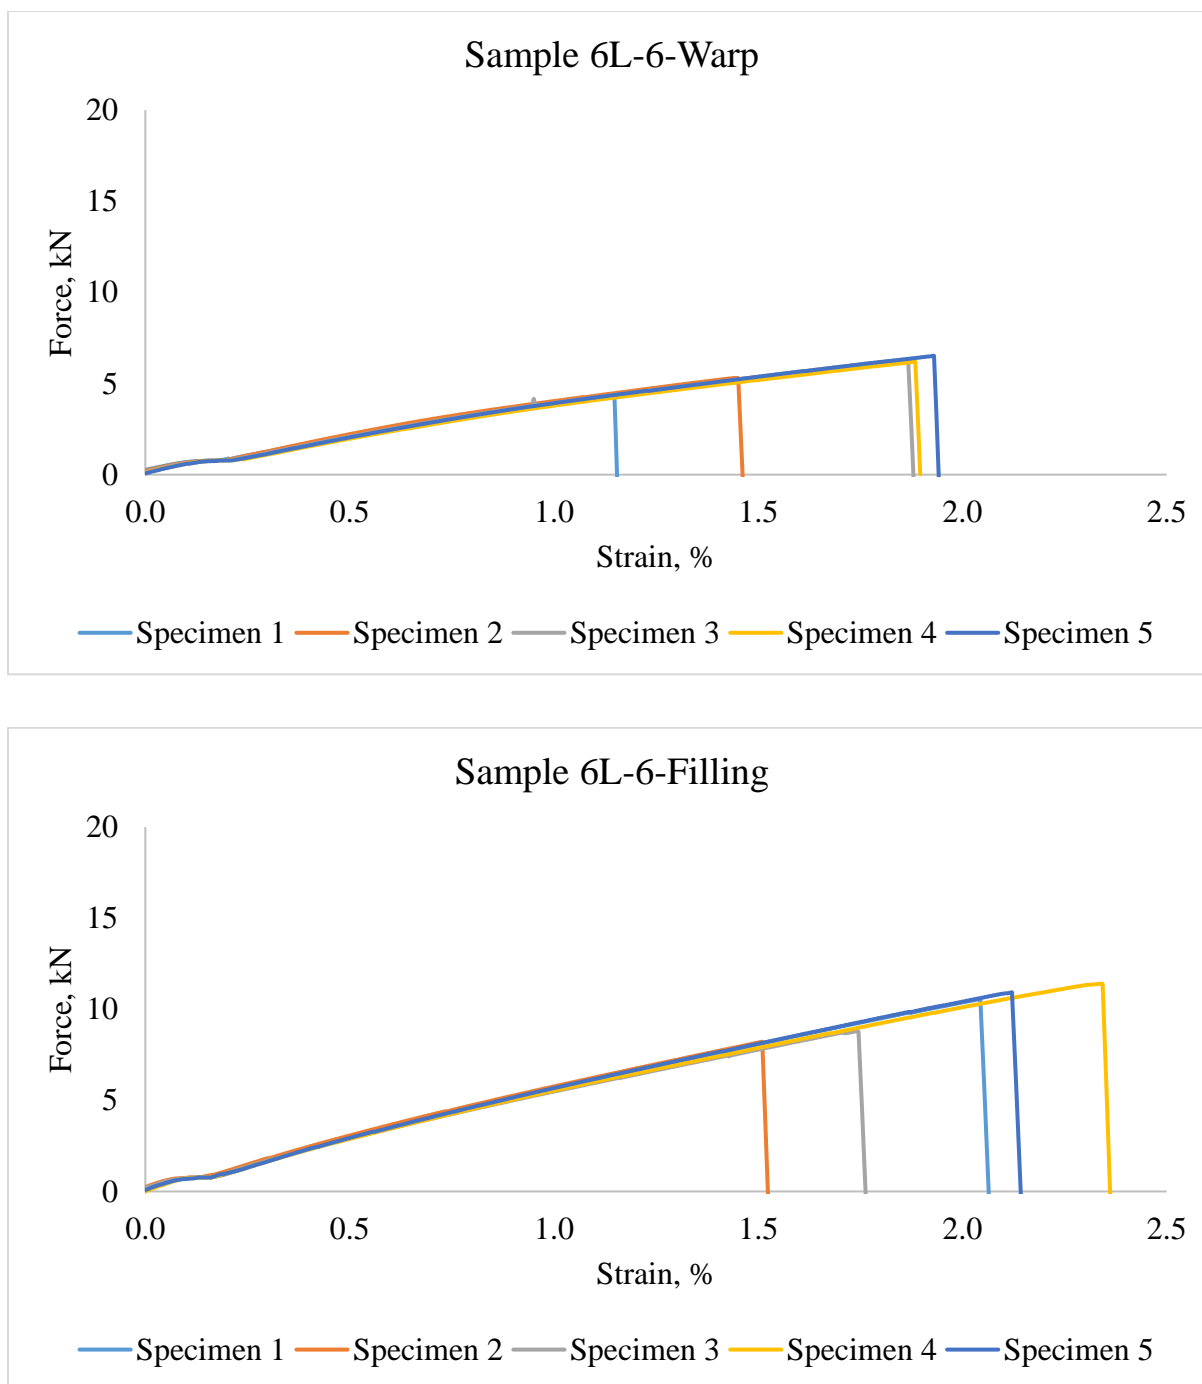 Sample 6L-6-Warp
20
15
10
5
0
Force, kN
0.0 0.5 1.0 1.5 2.0 2.5
Strain, %
Specimen 1 Specimen 2 Specimen 3 Specimen 4 Specimen 5
Sample 6L-6-Filling
20
15
10
5
0
Force, kN
0.0 0.5 1.0 1.5 2.0 2.5
Strain, %
Specimen 1 Specimen 2 Specimen 3 Specimen 4 Specimen 5